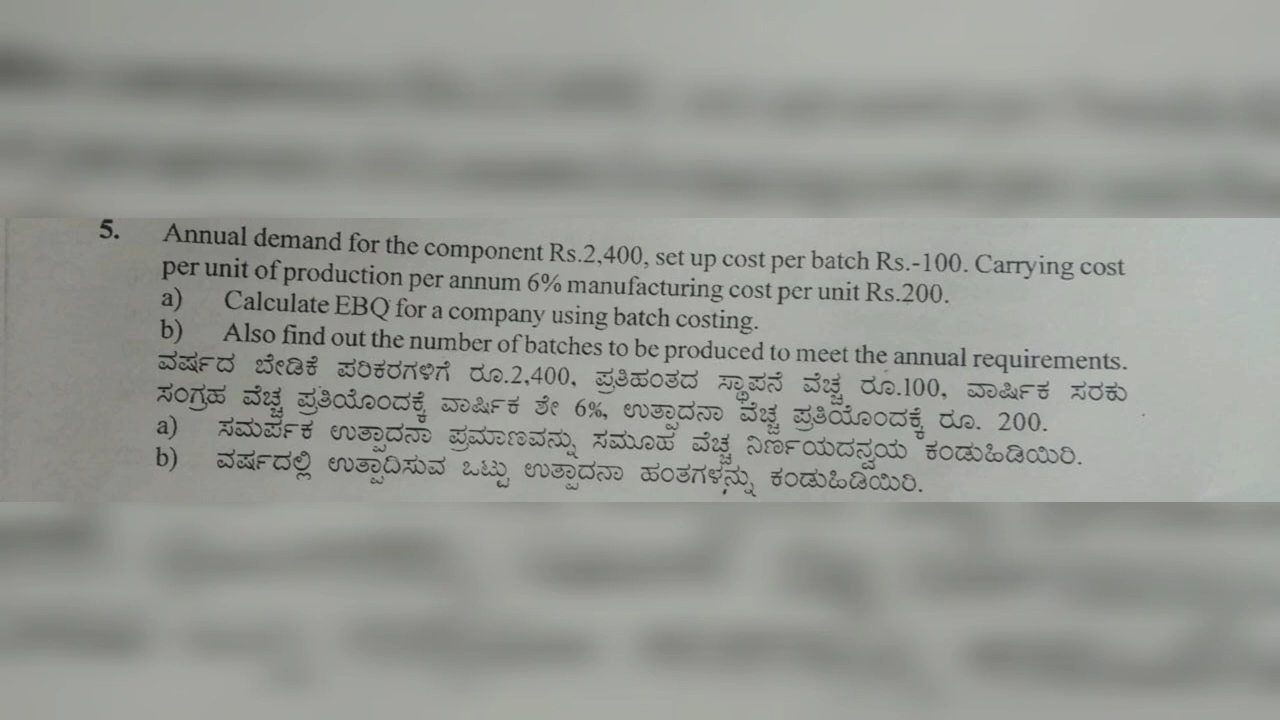 5. Annual demand for the component Rs.2,400, set up cost per batch Rs.-100. Carrying cost
per unit of production per annum 6% manufacturing cost per unit Rs.200.
a) Calculate EBQ for a company using batch costing.
b) Also find out the number of batches to be produced to meet the annual requirements.
ವರ್ಷದ ಬೇಡಿಕೆ ಪರಿಕರಗಳಿಗೆ ರೂ.2,400, ಪ್ರತಿಹಂತದ ಸ್ಥಾಪನೆ ವೆಚ್ಚ ರೂ.100, ವಾರ್ಷಿಕ ಸರಕು
ಸಂಗ್ರಹ ವೆಚ್ಚ ಪ್ರತಿಯೊಂದಕ್ಕೆ ವಾರ್ಷಿಕ ಶೇ 6%, ಉತ್ಪಾದನಾ ವೆಚ್ಚ ಪ್ರತಿಯೊಂದಕ್ಕೆ ರೂ. 200.
a) ಸಮರ್ಪಕ ಉತ್ಪಾದನಾ ಪ್ರಮಾಣವನ್ನು ಸಮೂಹ ವೆಚ್ಚ ನಿರ್ಣಯದನ್ವಯ ಕಂಡುಹಿಡಿಯಿರಿ.
b) ವರ್ಷದಲ್ಲಿ ಉತ್ಪಾದಿಸುವ ಒಟ್ಟು ಉತ್ಪಾದನಾ ಹಂತಗಳನ್ನು ಕಂಡುಹಿಡಿಯಿರಿ.